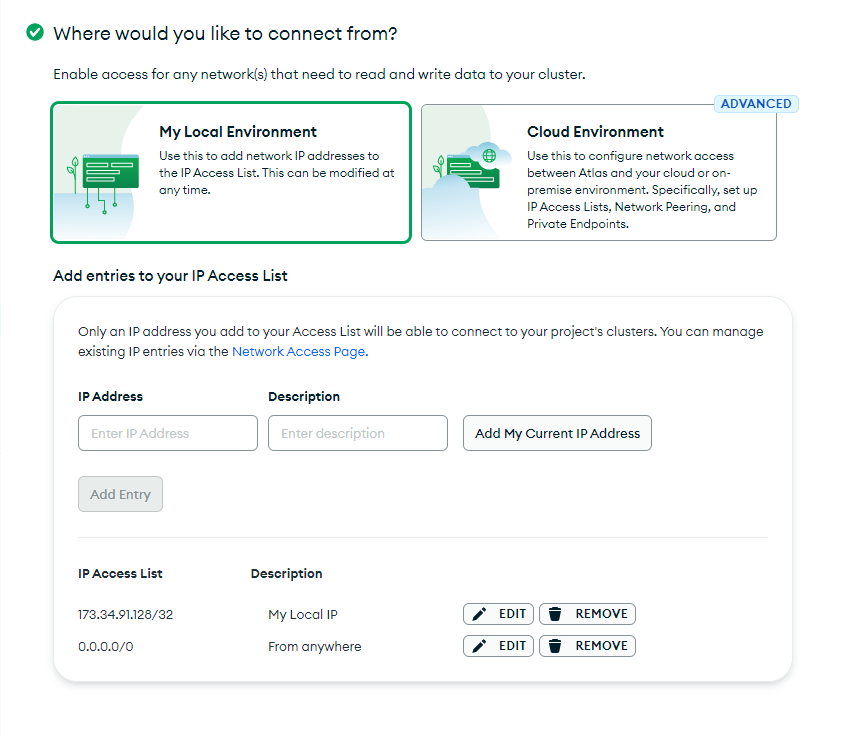 Where would you like to connect from?
Enable access for any network(s) that need to read and write data to your cluster.
My Local Environment
Use this to add network IP addresses to
the IP Access List. This can be modified at
any time.
ADVANCED
Cloud Environment
Use this to configure network access
between Atlas and your cloud or on-
premise environment. Specifically, set up
IP Access Lists, Network Peering, and
Private Endpoints.
Add entries to your IP Access List
Only an IP address you add to your Access List will be able to connect to your project's clusters. You can manage
existing IP entries via the Network Access Page.
IP Address Description
Enter IP Address Enter description Add My Current IP Address
Add Entry
IP Access List Description
173.34.91.128/32 My Local IP EDIT REMOVE
0.0.0.0/0 From anywhere EDIT REMOVE